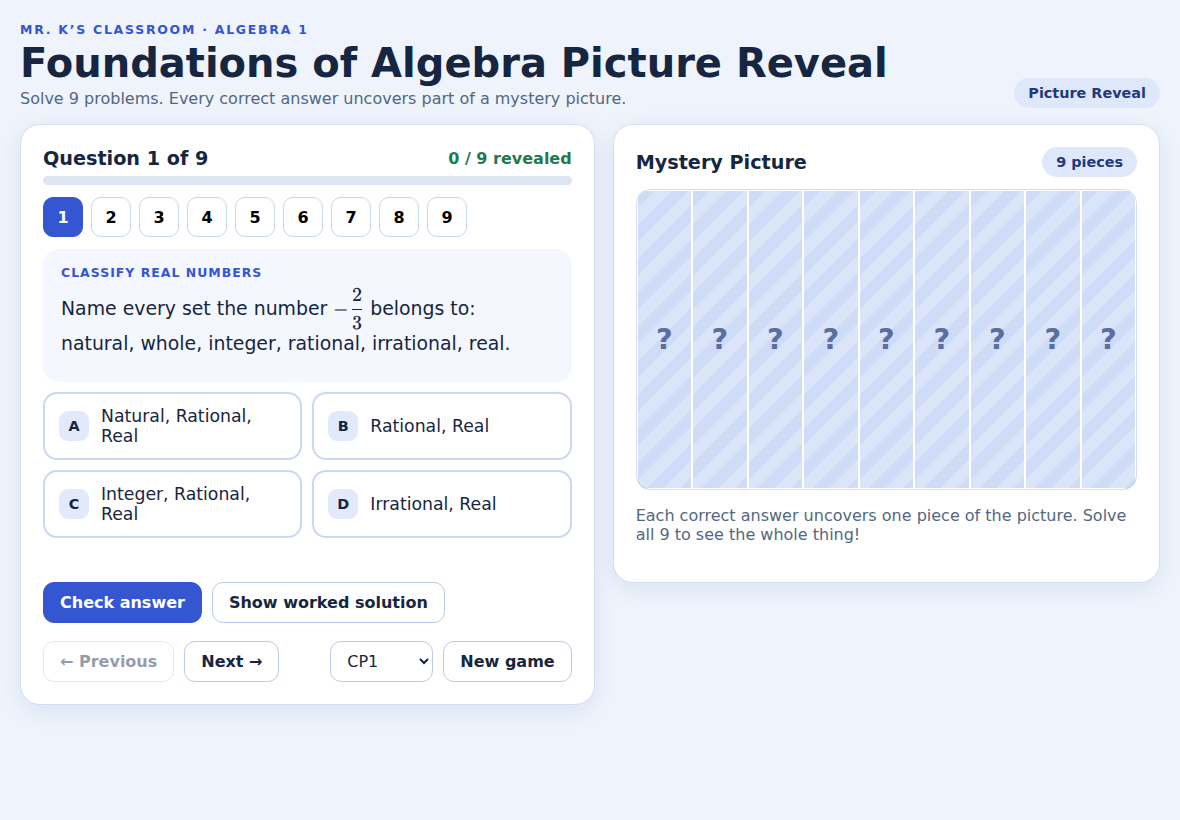 MR. K'S CLASSROOM · ALGEBRA 1
Foundations of Algebra Picture Reveal
Solve 9 problems. Every correct answer uncovers part of a mystery picture.
Picture Reveal
Question 1 of 9
0 / 9 revealed
1 2 3 4 5 6 7 8 9
CLASSIFY REAL NUMBERS
Name every set the number −2/3 belongs to:
natural, whole, integer, rational, irrational, real.
A Natural, Rational,
Real
B Rational, Real
C Integer, Rational,
Real
D Irrational, Real
Check answer
Show worked solution
← Previous
Next →
CP1
New game
Mystery Picture
9 pieces
? ? ? ? ? ? ? ? ?
Each correct answer uncovers one piece of the picture. Solve
all 9 to see the whole thing!